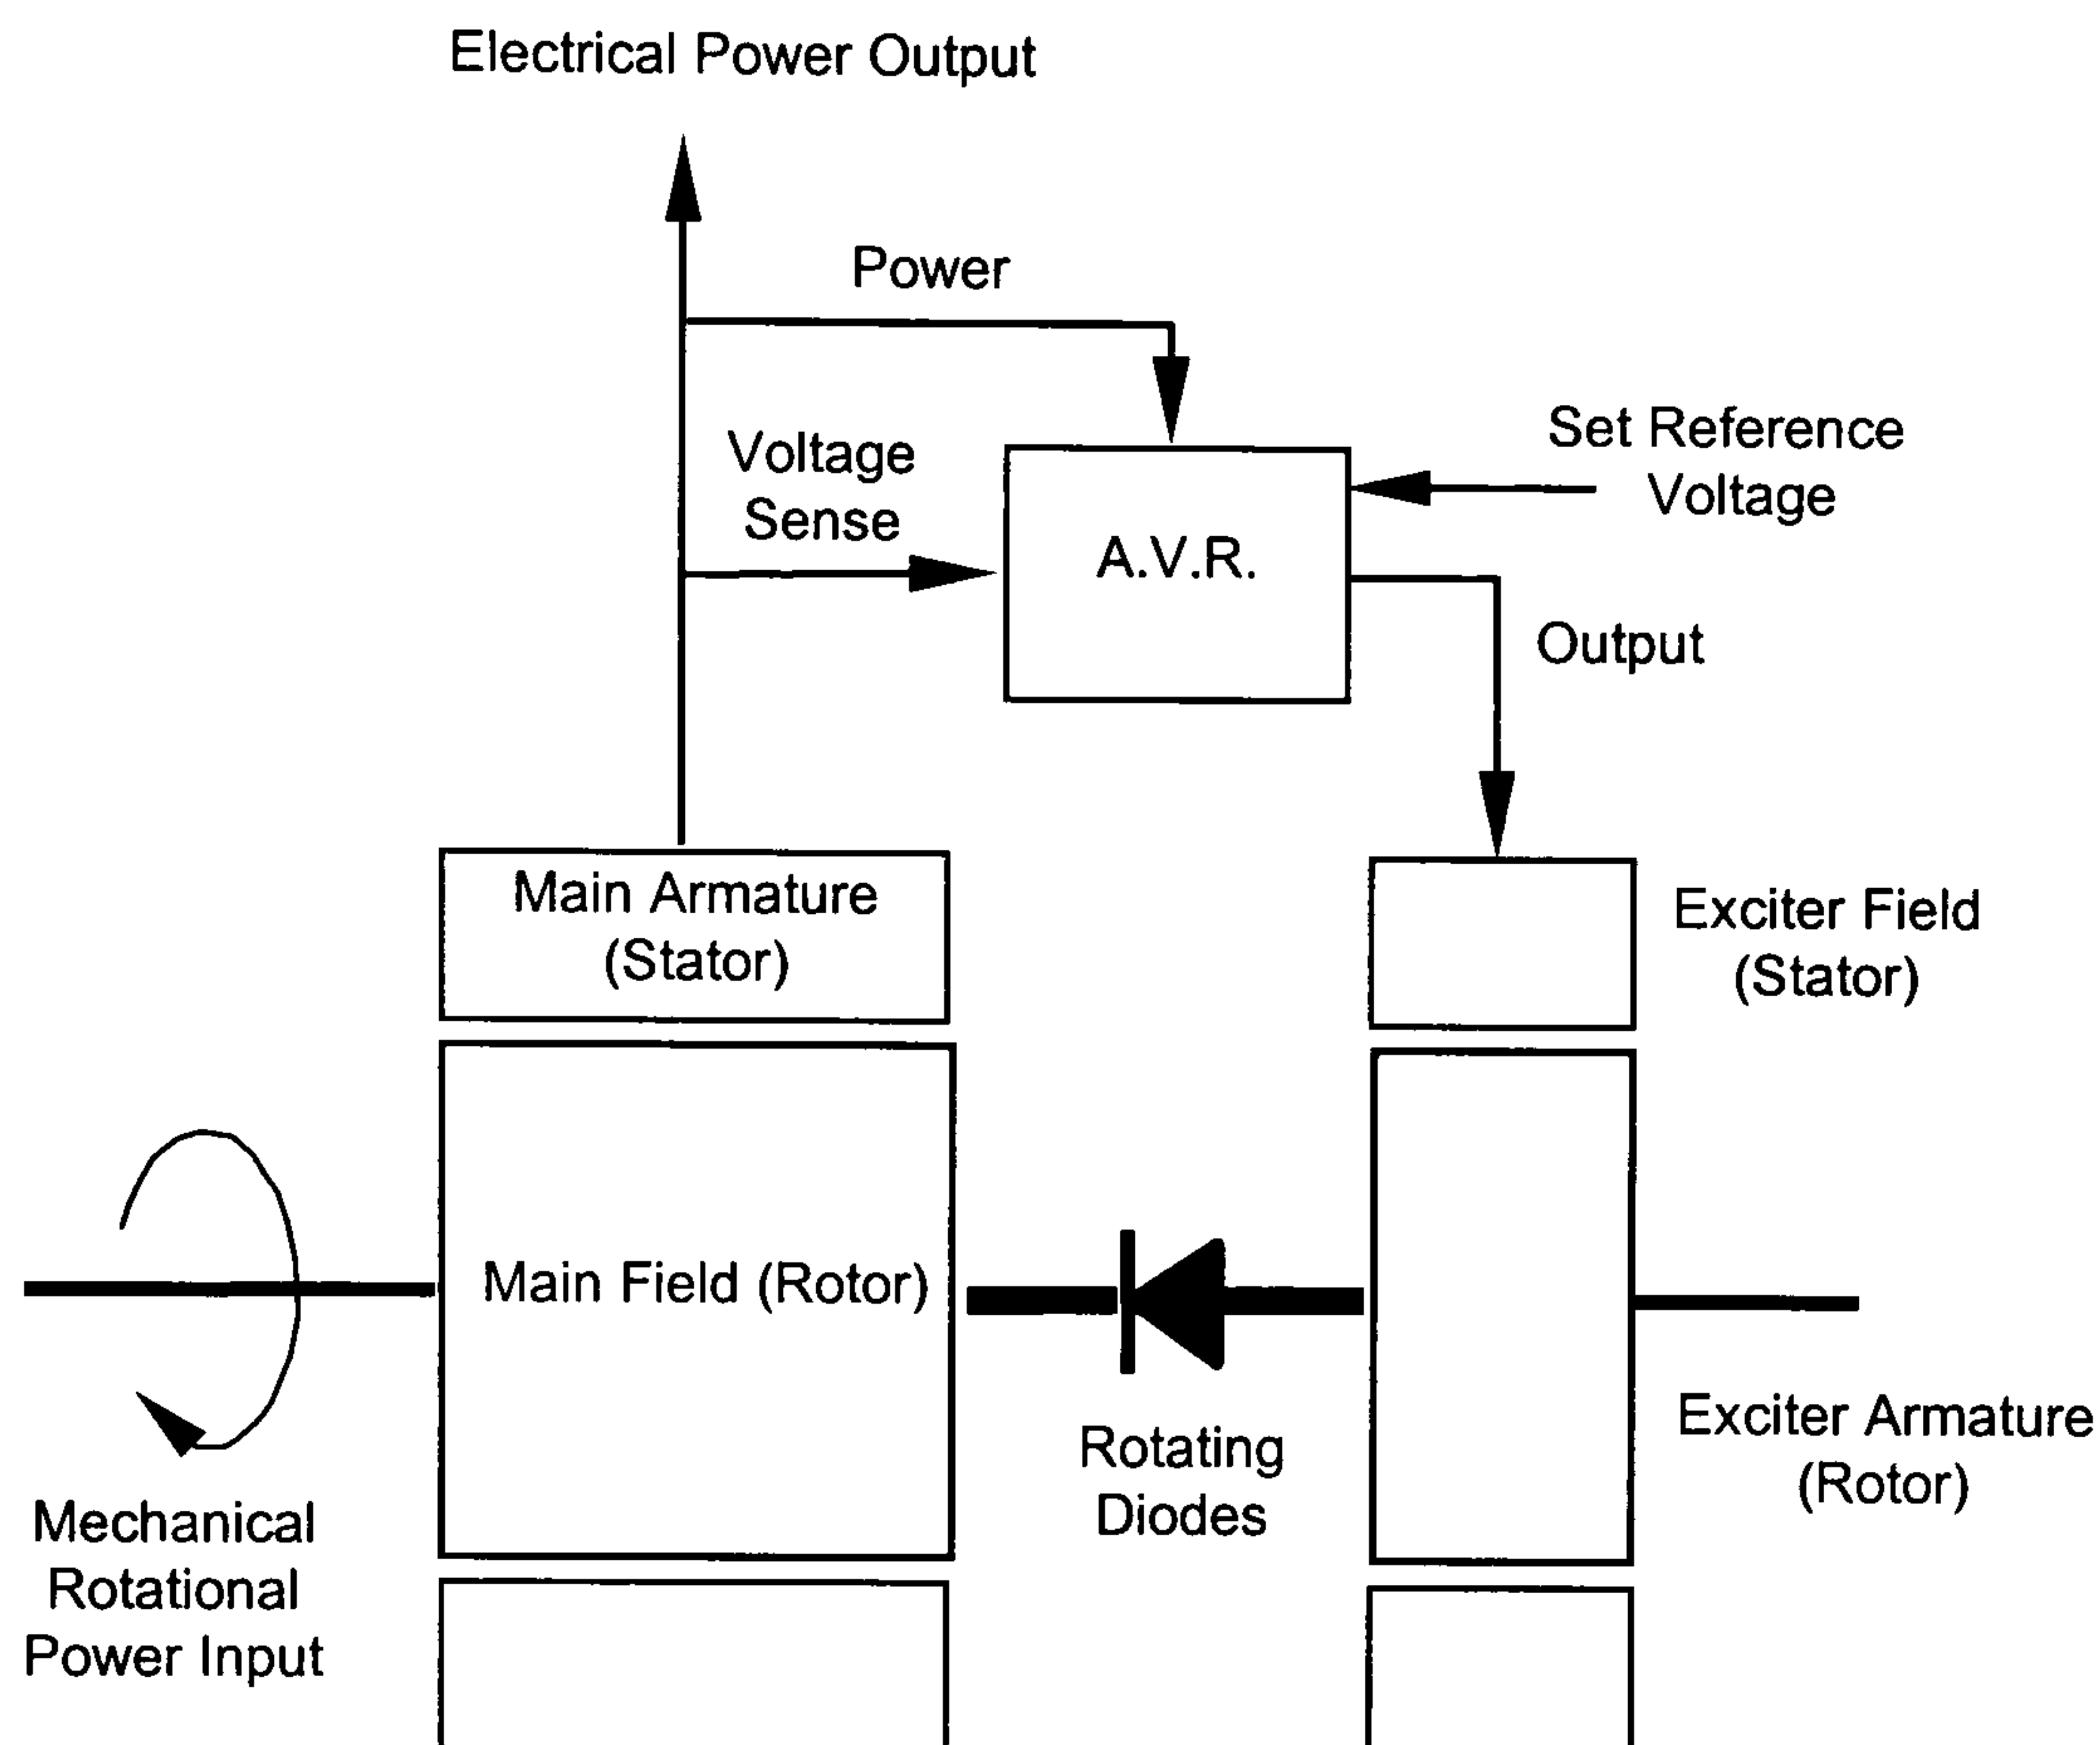 Electrical Power Output
Power
Voltage
Sense
A.V.R.
Set Reference
Voltage
Output
Main Armature
(Stator)
Exciter Field
(Stator)
Main Field (Rotor)
Rotating
Diodes
Exciter Armature
(Rotor)
Mechanical
Rotational
Power Input